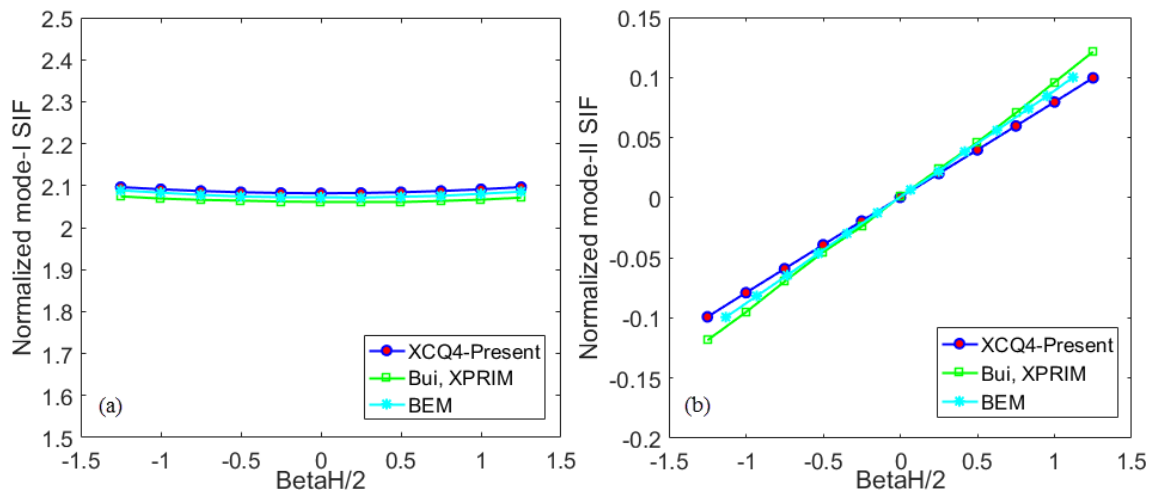 2.5
2.4
2.3
2.2
2.1
2
1.9
1.8
1.7
1.6
1.5
Normalized mode-I SIF
-1.5
-1
-0.5
0
0.5
1
1.5
BetaH/2
(a)
XCQ4-Present
Bui, XPRIM
BEM
0.15
0.1
0.05
0
-0.05
-0.1
-0.15
-0.2
Normalized mode-II SIF
-1.5
-1
-0.5
0
0.5
1
1.5
BetaH/2
(b)
XCQ4-Present
Bui, XPRIM
BEM